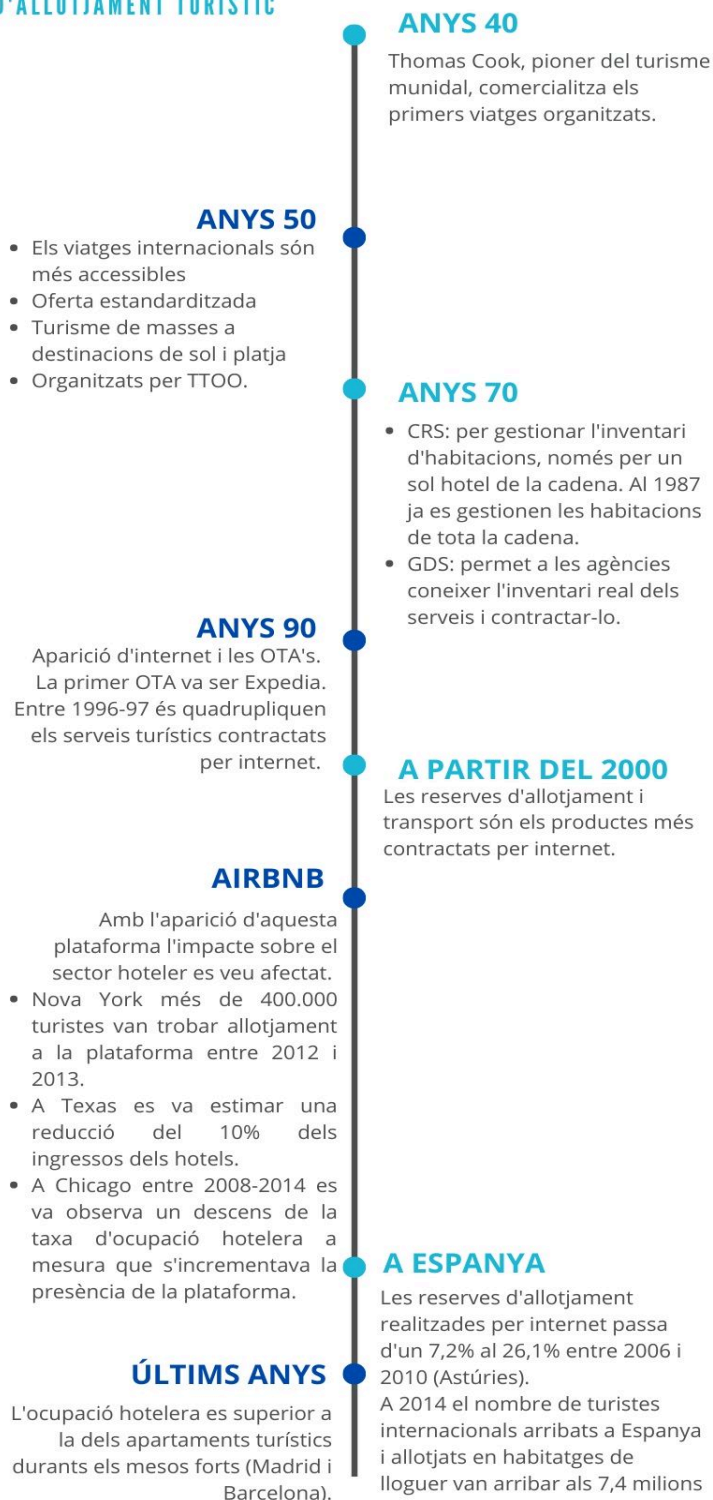 D'ALLOTJAMENT TURÍSTIC
ANYS 40
Thomas Cook, pioner del turisme
munidal, comercialitza els
primers viatges organitzats.
ANYS 50
• Els viatges internacionals són
més accessibles
• Oferta estandarditzada
• Turisme de masses a
destinacions de sol i platja
• Organitzats per TTOO.
ANYS 70
• CRS: per gestionar l'inventari
d'habitacions, només per un
sol hotel de la cadena. Al 1987
ja es gestionen les habitacions
de tota la cadena.
• GDS: permet a les agències
coneixer l'inventari real dels
serveis i contractar-lo.
ANYS 90
Aparició d'internet i les OTA's.
La primer OTA va ser Expedia.
Entre 1996-97 és quadrupliquen
els serveis turístics contractats
per internet.
A PARTIR DEL 2000
Les reserves d'allotjament i
transport són els productes més
contractats per internet.
AIRBNB
Amb l'aparició d'aquesta
plataforma l'impacte sobre el
sector hoteler es veu afectat.
• Nova York més de 400.000
turistes van trobar allotjament
a la plataforma entre 2012 i
2013.
• A Texas es va estimar una
reducció del 10% dels
ingressos dels hotels.
• A Chicago entre 2008-2014 es
va observa un descens de la
taxa d'ocupació hotelera a
mesura que s'incrementava la
presència de la plataforma.
A ESPANYA
Les reserves d'allotjament
realitzades per internet passa
d'un 7,2% al 26,1% entre 2006 i
2010 (Astúries).
A 2014 el nombre de turistes
internacionals arribats a Espanya
i allotjats en habitatges de
lloguer van arribar als 7,4 milions
ÚLTIMS ANYS
L'ocupació hotelera es superior a
la dels apartaments turístics
durants els mesos forts (Madrid i
Barcelona).